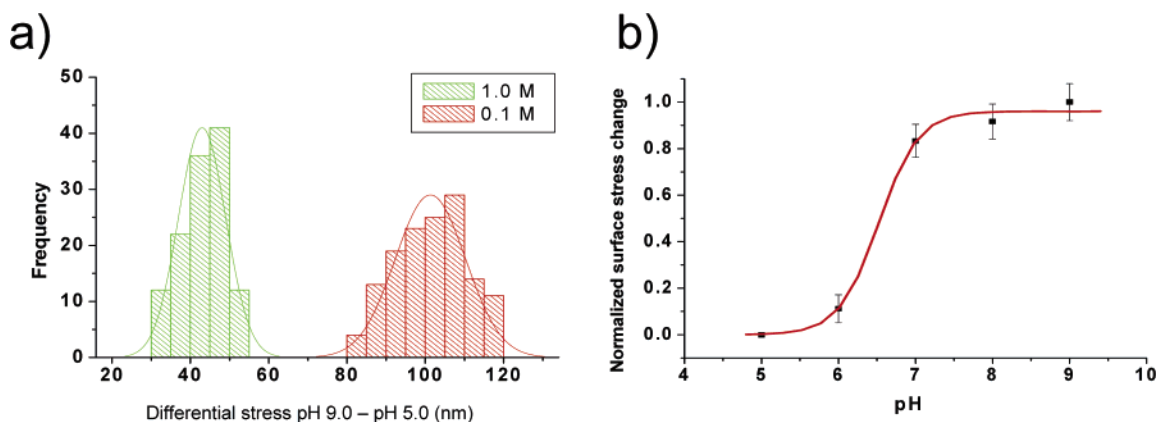 a)
50
40
30
20
10
0
Frequency
1.0 M
0.1 M
20 40 60 80 100 120
Differential stress pH 9.0 – pH 5.0 (nm)
b)
1.0
0.8
0.6
0.4
0.2
0.0
Normalized surface stress change
4 5 6 7 8 9 10
pH